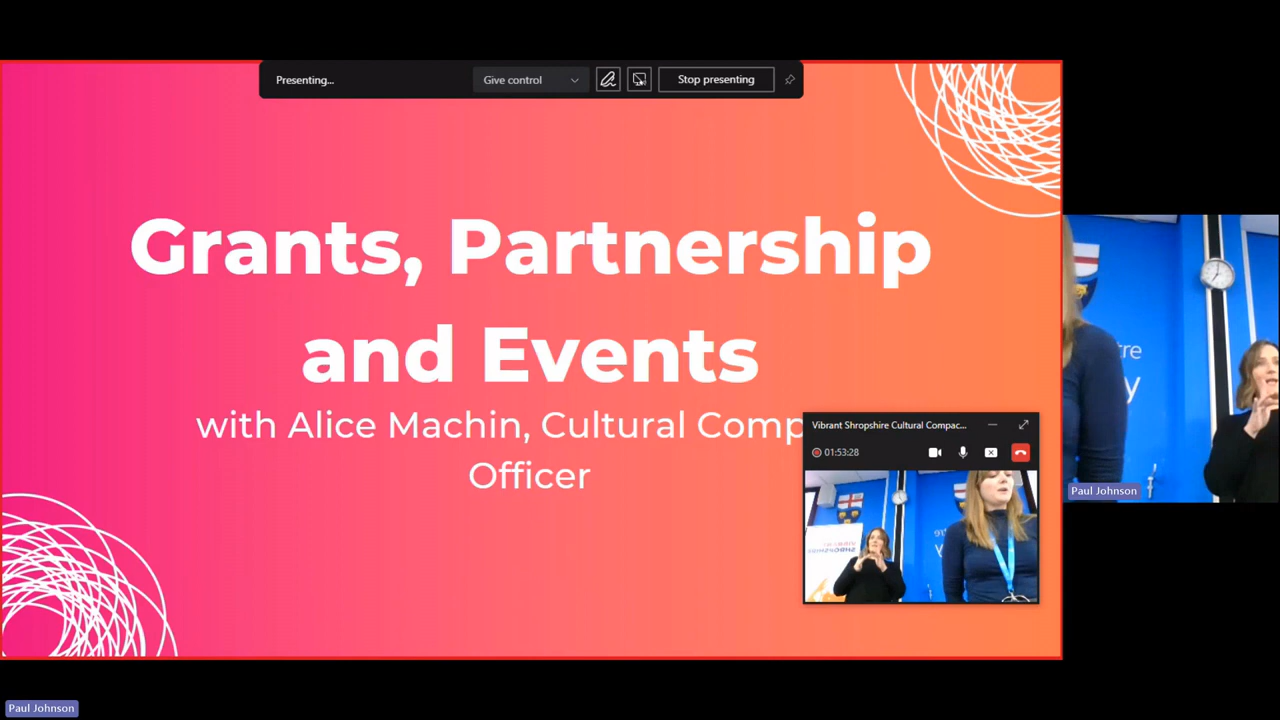 Presenting...
Give control
Stop presenting
Grants, Partnership
and Events
with Alice Machin, Cultural Comp
Officer
Vibrant Shropshire Cultural Compac...
01:53:28
Paul Johnson
Paul Johnson